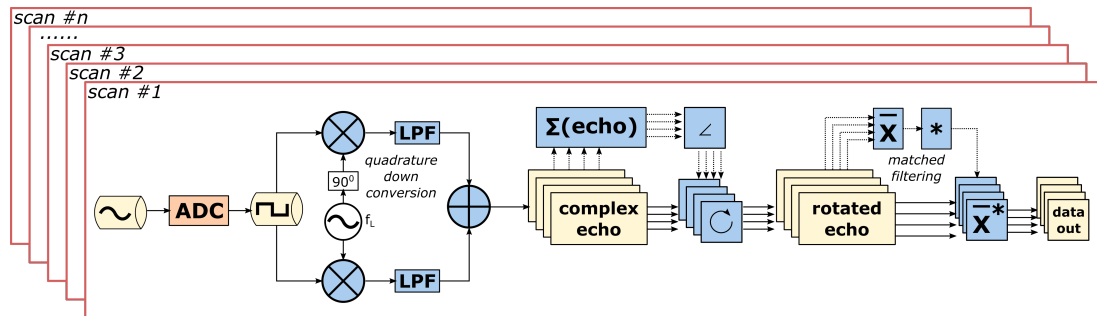 scan #n
......
scan #3
scan #2
scan #1
ADC
LPF
90⁰
f_L
quadrature
down
conversion
LPF
Σ(echo)
∠
complex
echo
rotated
echo
x̅
*
matched
filtering
x̅*
data
out